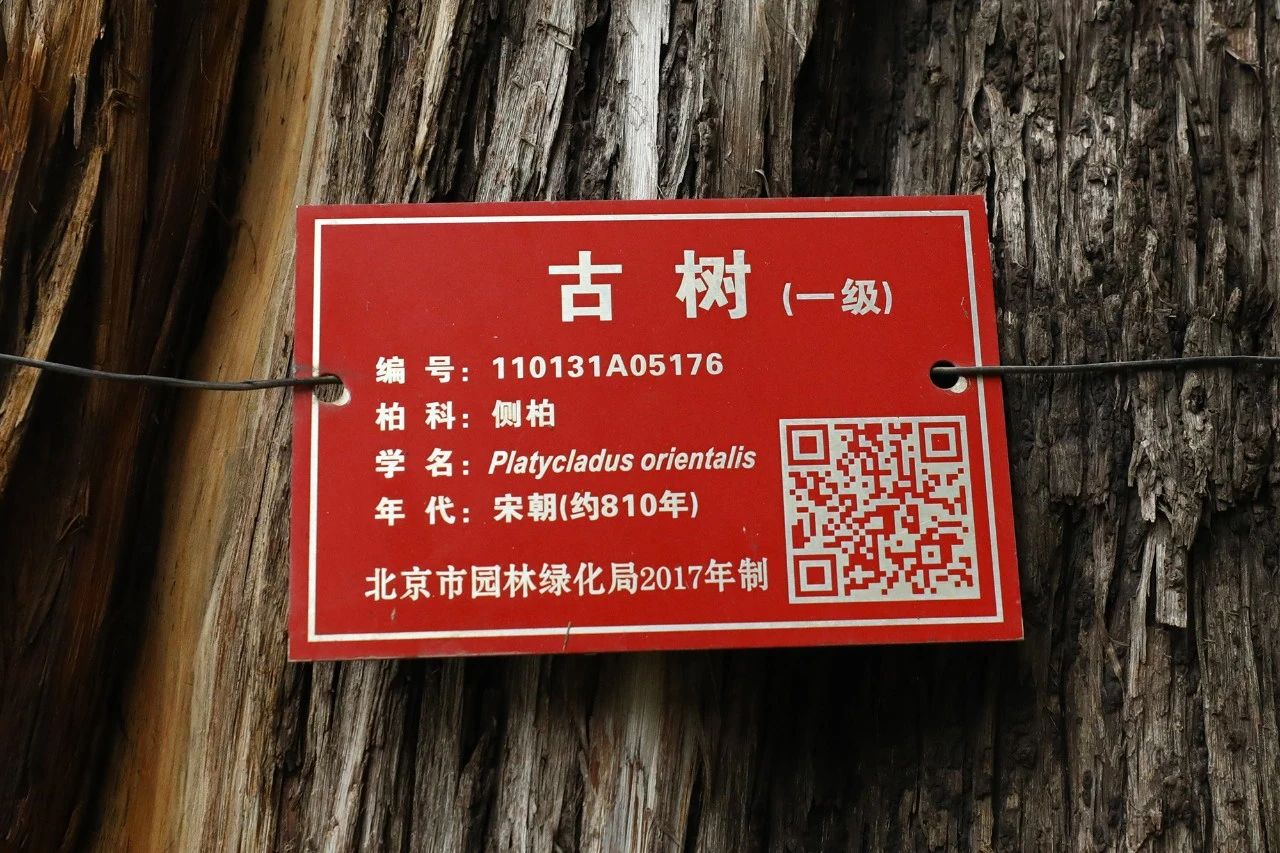 古树(一级)
编号：110131A05176
柏科：侧柏
学名：Platycladus orientalis
年代：宋朝(约810年)
北京市园林绿化局2017年制